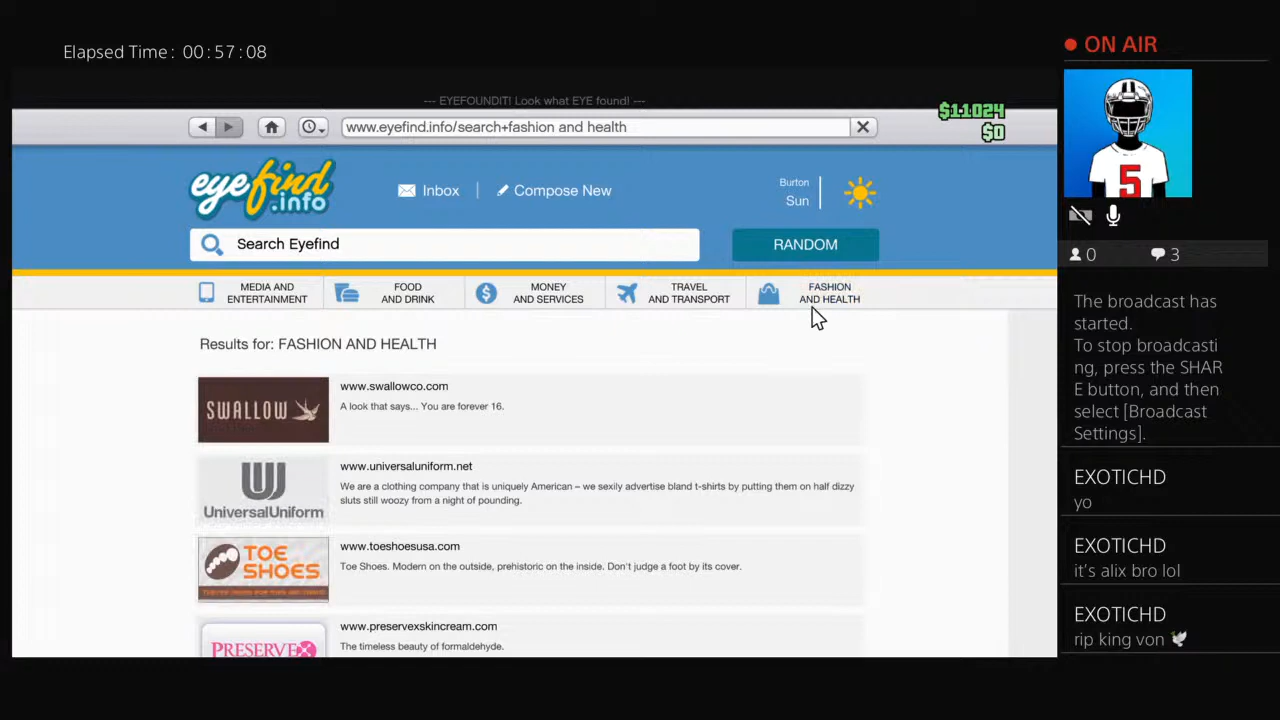 Elapsed Time: 00:57:08
ON AIR
--- EYEFOUNDIT! Look what EYE found! ---
$11024
www.eyefind.info/search+fashion and health
$0
eyefind.info
Inbox
Compose New
Burton
Sun
Search Eyefind
RANDOM
MEDIA AND
ENTERTAINMENT
FOOD
AND DRINK
MONEY
AND SERVICES
TRAVEL
AND TRANSPORT
FASHION
AND HEALTH
Results for: FASHION AND HEALTH
SWALLOW
www.swallowco.com
A look that says... You are forever 16.
UniversalUniform
www.universaluniform.net
We are a clothing company that is uniquely American – we sexily advertise bland t-shirts by putting them on half dizzy
sluts still woozy from a night of pounding.
TOE
SHOES
www.toeshoesusa.com
Toe Shoes. Modern on the outside, prehistoric on the inside. Don't judge a foot by its cover.
PRESERVEX
www.preservexskincream.com
The timeless beauty of formaldehyde.
5
0
3
The broadcast has
started.
To stop broadcasti
ng, press the SHAR
E button, and then
select [Broadcast
Settings].
EXOTICHD
yo
EXOTICHD
it's alix bro lol
EXOTICHD
rip king von 🕊